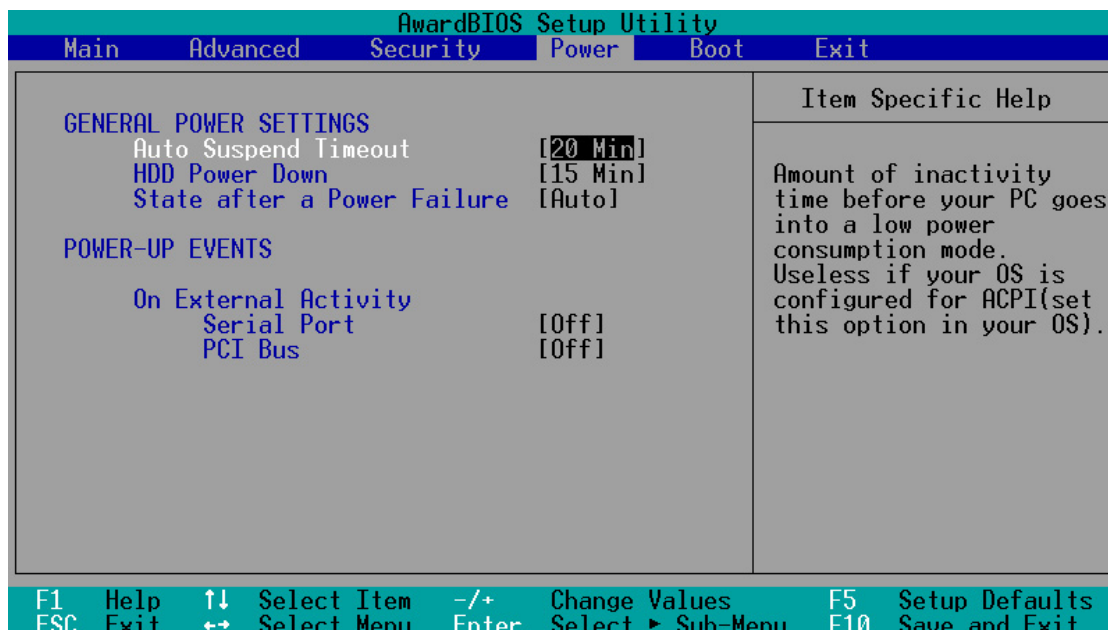 AwardBIOS Setup Utility
Main Advanced Security Power Boot Exit
GENERAL POWER SETTINGS
Auto Suspend Timeout [20 Min]
HDD Power Down [15 Min]
State after a Power Failure [Auto]
POWER-UP EVENTS
On External Activity
Serial Port [Off]
PCI Bus [Off]
Item Specific Help
Amount of inactivity
time before your PC goes
into a low power
consumption mode.
Useless if your OS is
configured for ACPI(set
this option in your OS).
F1 Help ↑↓ Select Item -/+ Change Values F5 Setup Defaults
ESC Exit ←→ Select Menu Enter Select ► Sub-Menu F10 Save and Exit